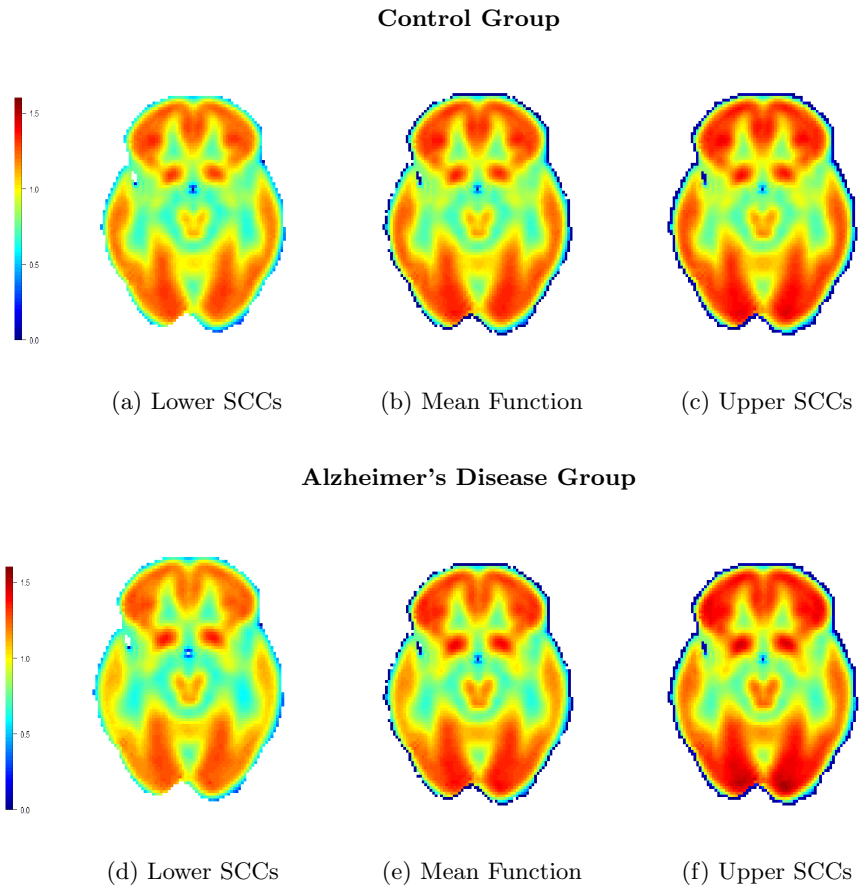 Control Group
1.5
1.0
0.5
0.0
(a) Lower SCCs
(b) Mean Function
(c) Upper SCCs
Alzheimer's Disease Group
1.5
1.0
0.5
0.0
(d) Lower SCCs
(e) Mean Function
(f) Upper SCCs